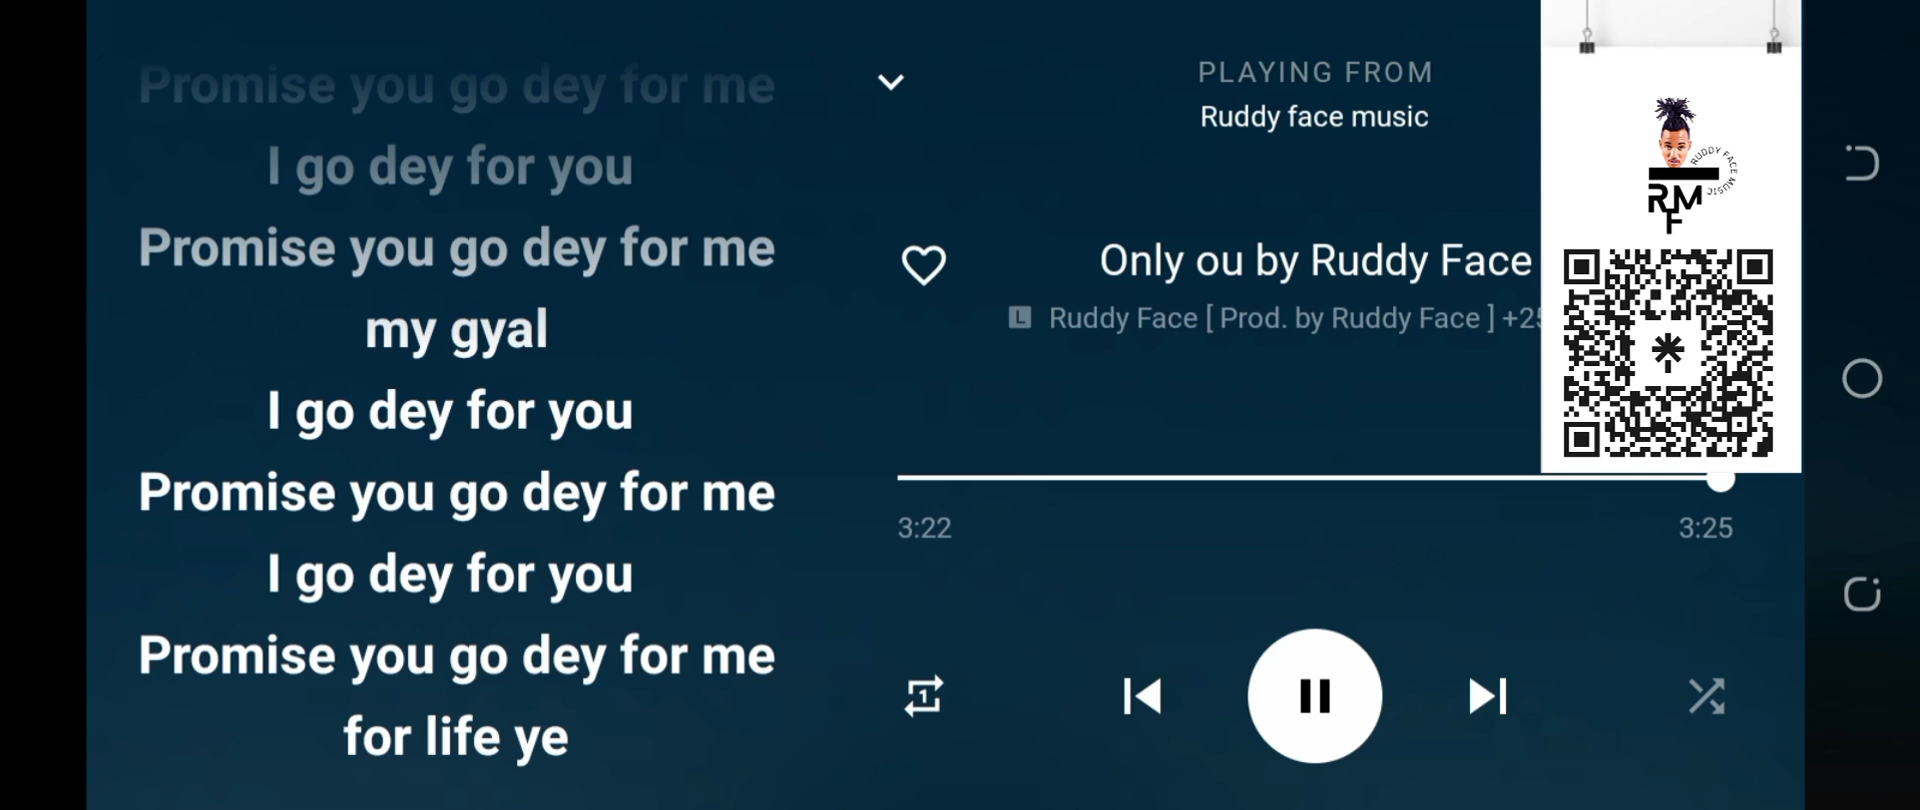 Promise you go dey for me
I go dey for you
Promise you go dey for me
my gyal
I go dey for you
Promise you go dey for me
I go dey for you
Promise you go dey for me
for life ye
PLAYING FROM
Ruddy face music
Only ou by Ruddy Face
L Ruddy Face [ Prod. by Ruddy Face ] +25
3:22
3:25
1
RUDDY FACE MUSIC
RMF